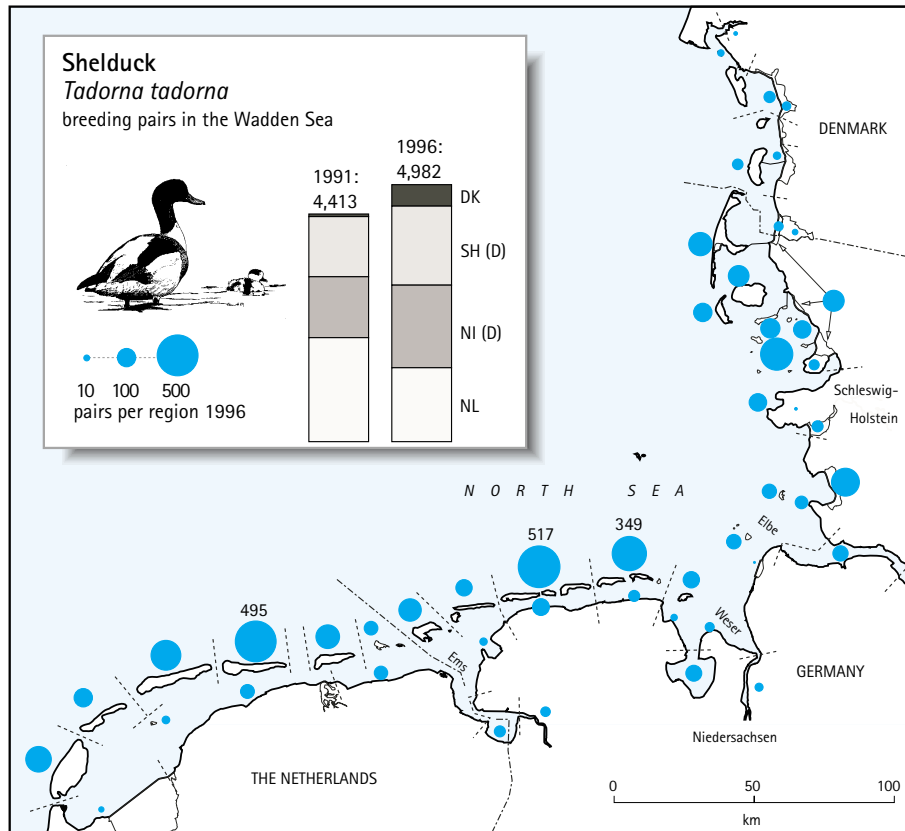 Shelduck
Tadorna tadorna
breeding pairs in the Wadden Sea
1991:
4,413
1996:
4,982
DK
SH (D)
NI (D)
NL
10
100
500
pairs per region 1996
DENMARK
Schleswig-
Holstein
NORTH SEA
Elbe
517
349
495
Ems
Weser
GERMANY
Niedersachsen
THE NETHERLANDS
0
50
100
km